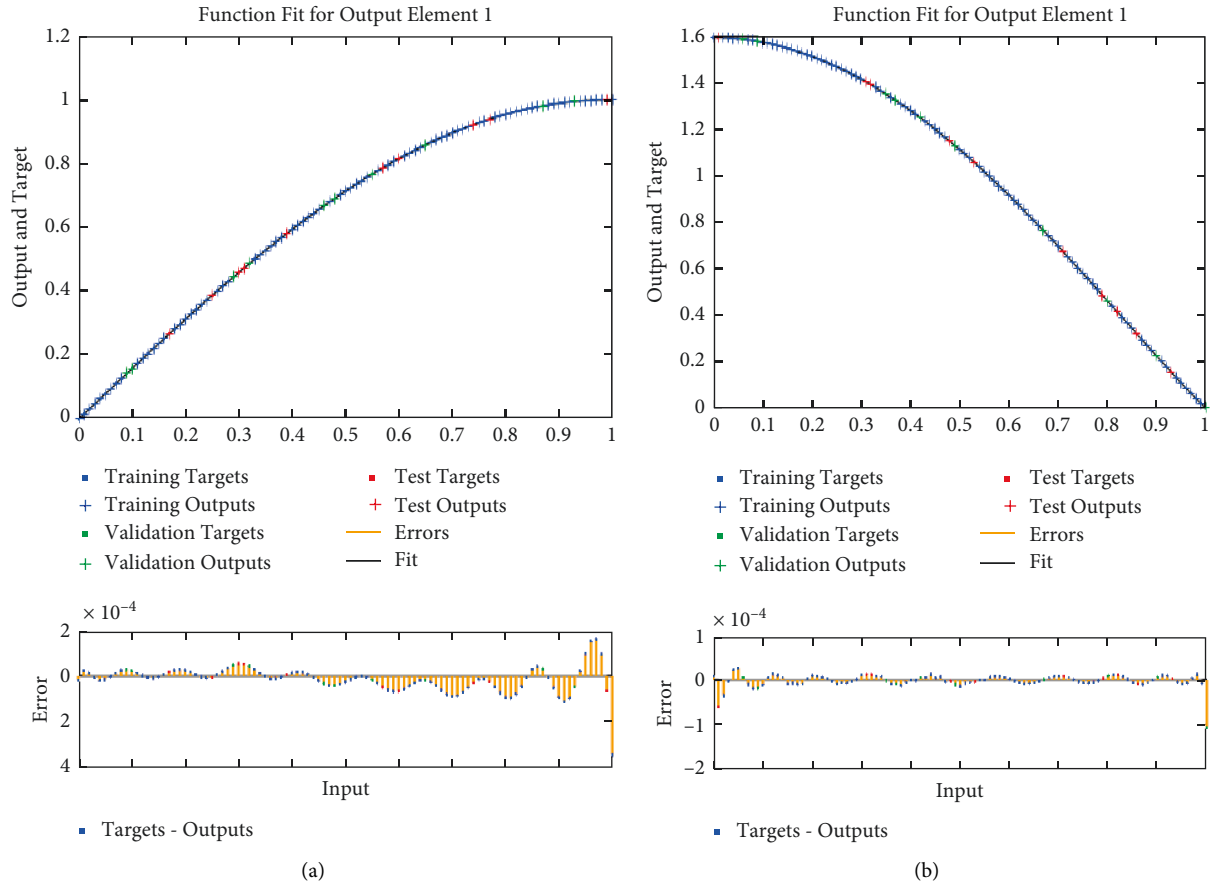 Function Fit for Output Element 1
1.2
1
0.8
0.6
0.4
0.2
0
Output and Target
0 0.1 0.2 0.3 0.4 0.5 0.6 0.7 0.8 0.9 1
Training Targets
Training Outputs
Validation Targets
Validation Outputs
Test Targets
Test Outputs
Errors
Fit
× 10⁻⁴
2
0
2
4
Error
Input
Targets - Outputs
(a)
Function Fit for Output Element 1
1.6
1.4
1.2
1
0.8
1.6
0.4
0.2
0
Output and Target
0 0.1 0.2 0.3 0.4 0.5 0.6 0.7 0.8 0.9 1
Training Targets
Training Outputs
Validation Targets
Validation Outputs
Test Targets
Test Outputs
Errors
Fit
× 10⁻⁴
1
0
−1
−2
Error
Input
Targets - Outputs
(b)